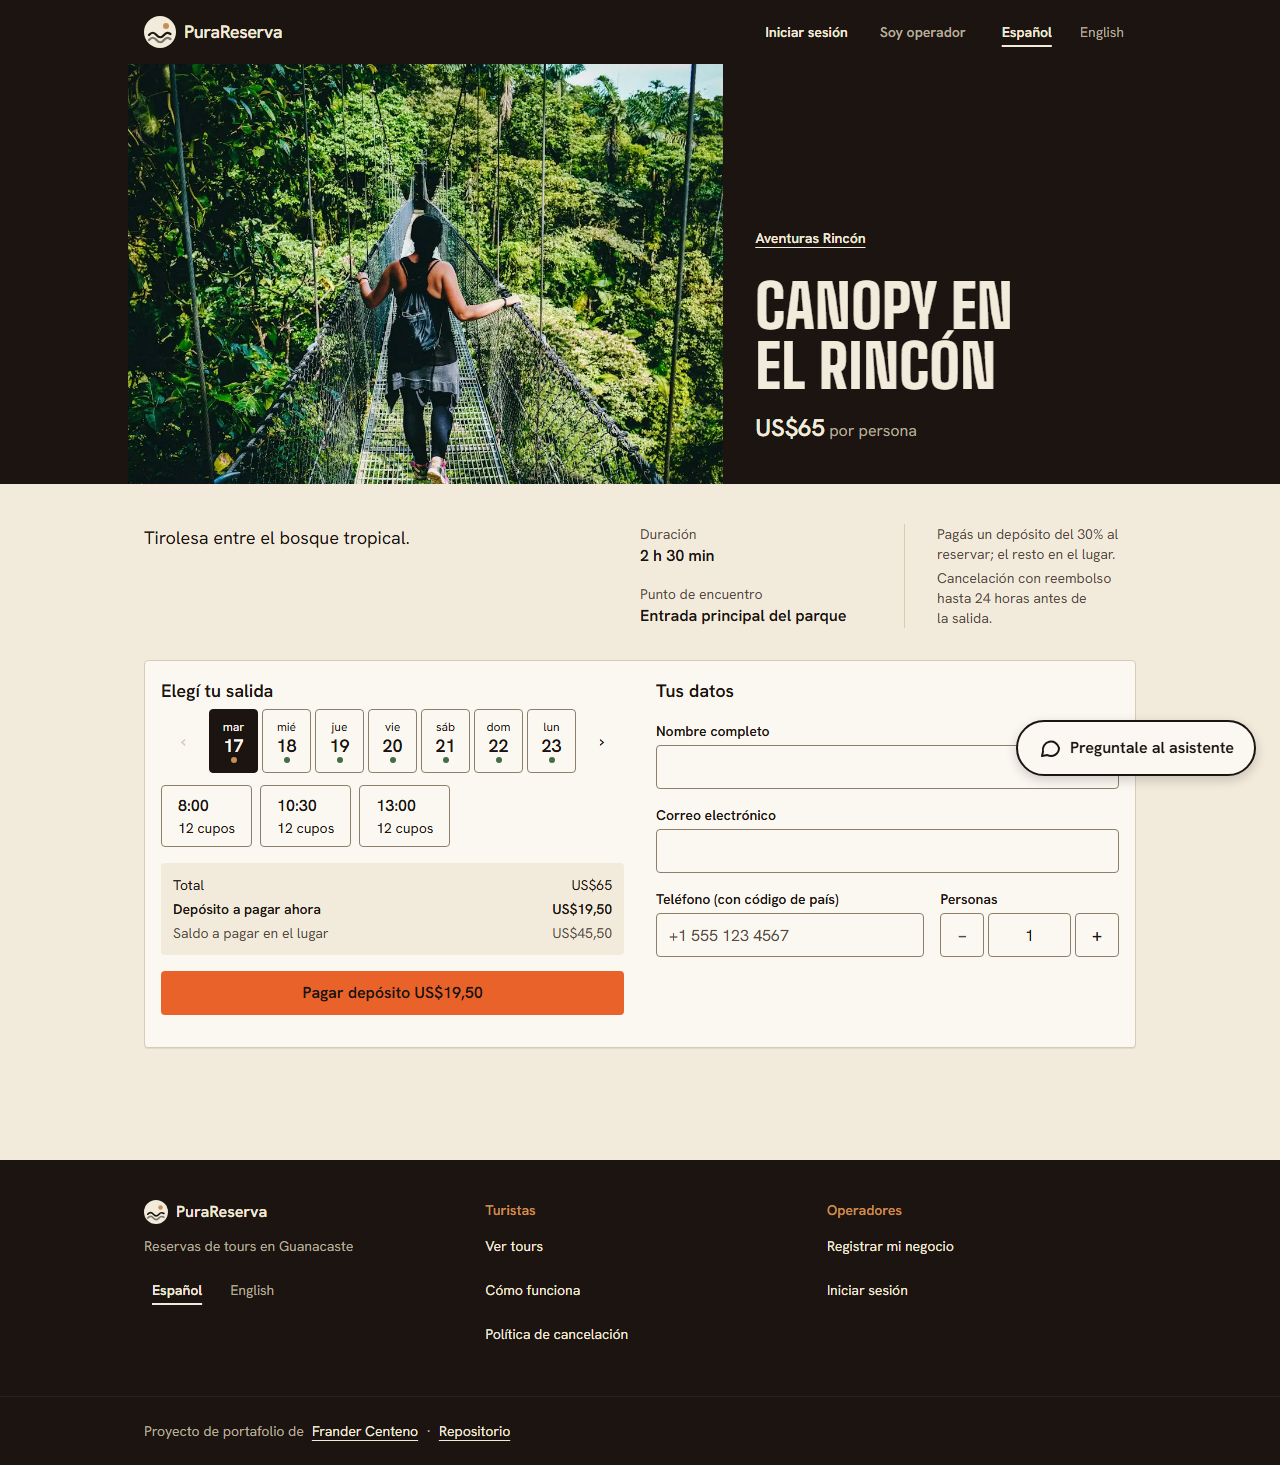 PuraReserva
Iniciar sesión
Soy operador
Español
English
Aventuras Rincón
CANOPY EN
EL RINCÓN
US$65 por persona
Tirolesa entre el bosque tropical.
Duración
2 h 30 min
Punto de encuentro
Entrada principal del parque
Pagás un depósito del 30% al
reservar; el resto en el lugar.
Cancelación con reembolso
hasta 24 horas antes de
la salida.
Elegí tu salida
‹
mar
17
mié
18
jue
19
vie
20
sáb
21
dom
22
lun
23
›
8:00
12 cupos
10:30
12 cupos
13:00
12 cupos
Total US$65
Depósito a pagar ahora US$19,50
Saldo a pagar en el lugar US$45,50
Pagar depósito US$19,50
Tus datos
Nombre completo
Correo electrónico
Teléfono (con código de país)
+1 555 123 4567
Personas
− 1 +
Preguntale al asistente
PuraReserva
Reservas de tours en Guanacaste
Español
English
Turistas
Ver tours
Cómo funciona
Política de cancelación
Operadores
Registrar mi negocio
Iniciar sesión
Proyecto de portafolio de Frander Centeno · Repositorio